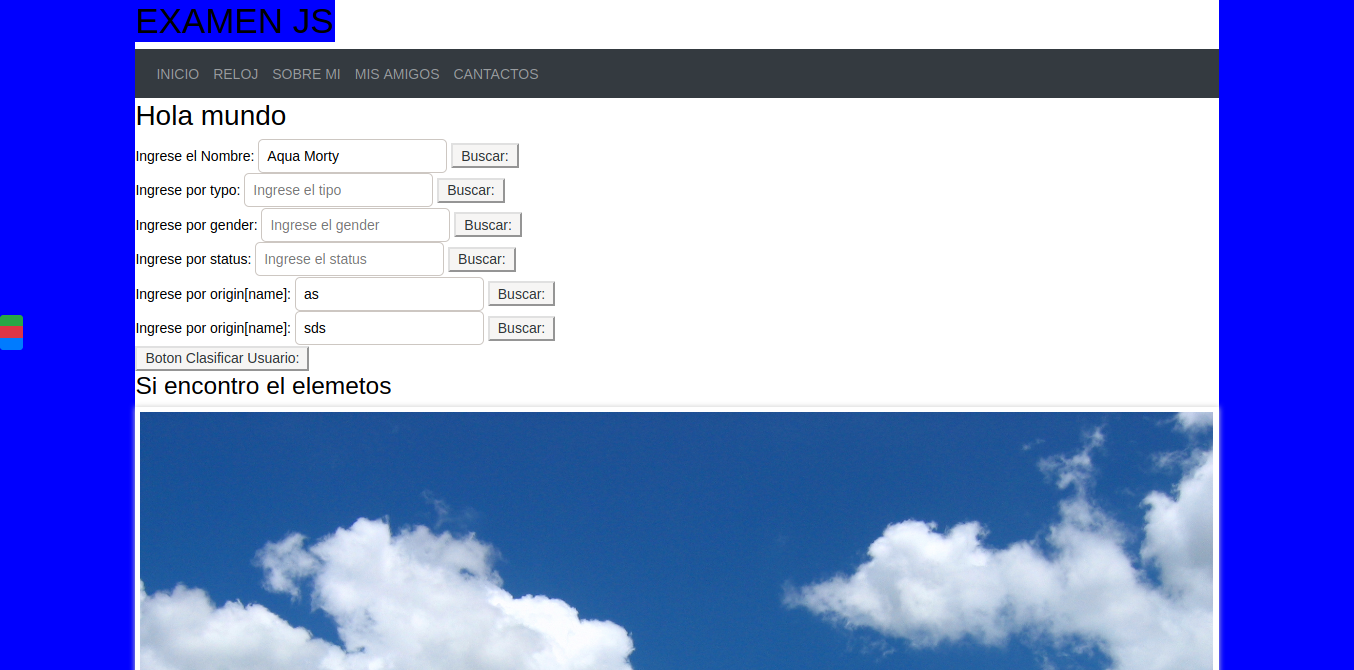 EXAMEN JS
INICIO RELOJ SOBRE MI MIS AMIGOS CANTACTOS
Hola mundo
Ingrese el Nombre: Aqua Morty Buscar:
Ingrese por typo: Ingrese el tipo Buscar:
Ingrese por gender: Ingrese el gender Buscar:
Ingrese por status: Ingrese el status Buscar:
Ingrese por origin[name]: as Buscar:
Ingrese por origin[name]: sds Buscar:
Boton Clasificar Usuario:
Si encontro el elemetos